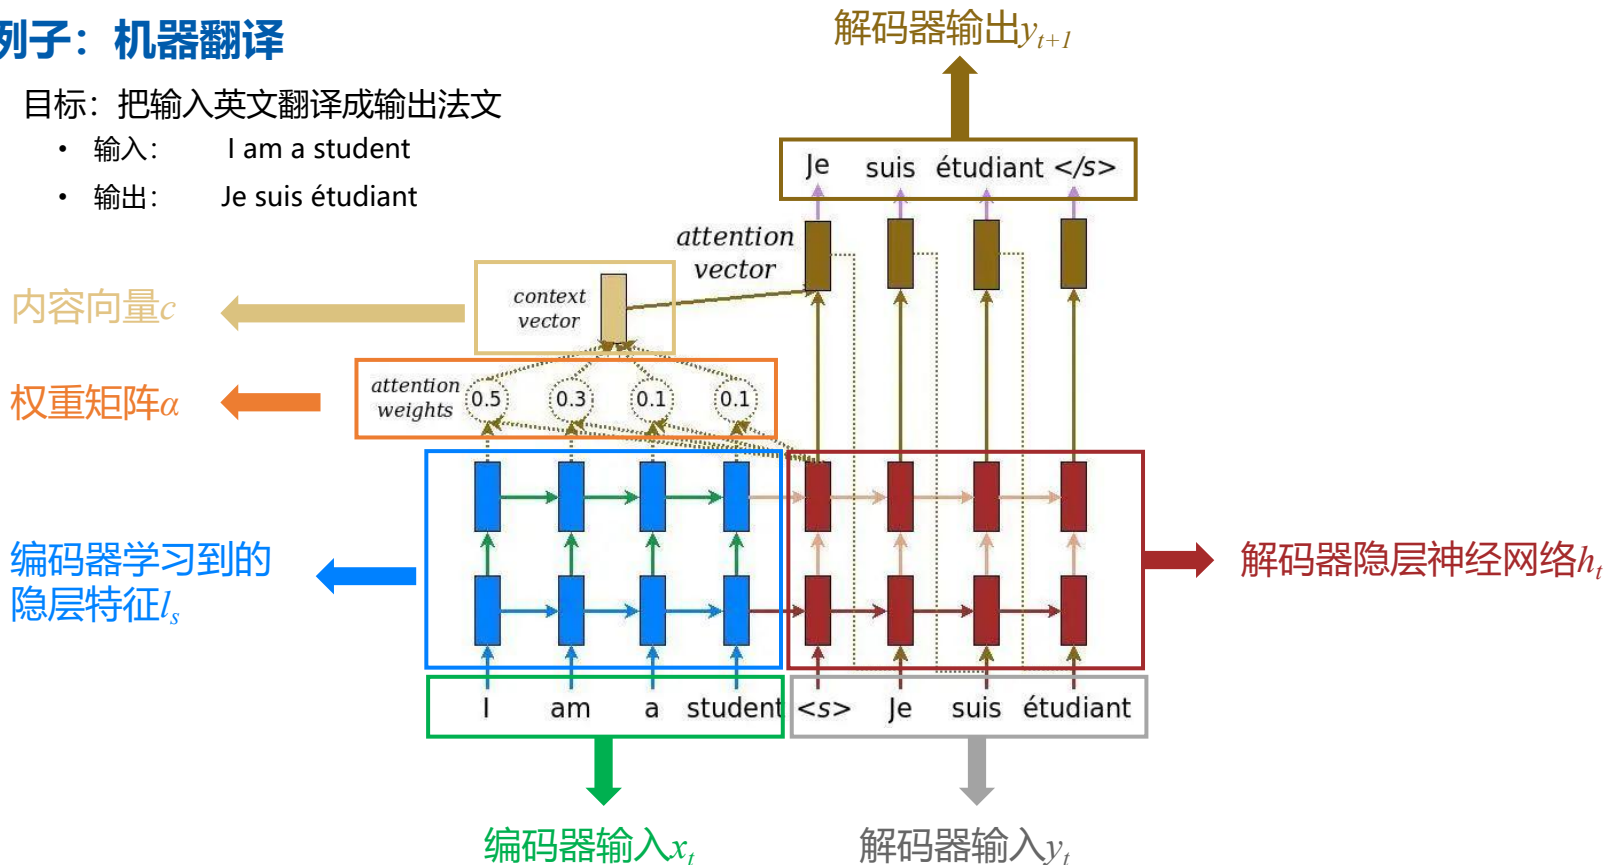 例子：机器翻译
目标：把输入英文翻译成输出法文
• 输入： I am a student
• 输出： Je suis étudiant
解码器输出y_{t+1}
Je suis étudiant </s>
attention
vector
context
vector
内容向量c
attention
weights
0.5 0.3 0.1 0.1
权重矩阵α
编码器学习到的
隐层特征l_s
解码器隐层神经网络h_t
I am a student <s> Je suis étudiant
编码器输入x_t
解码器输入y_t